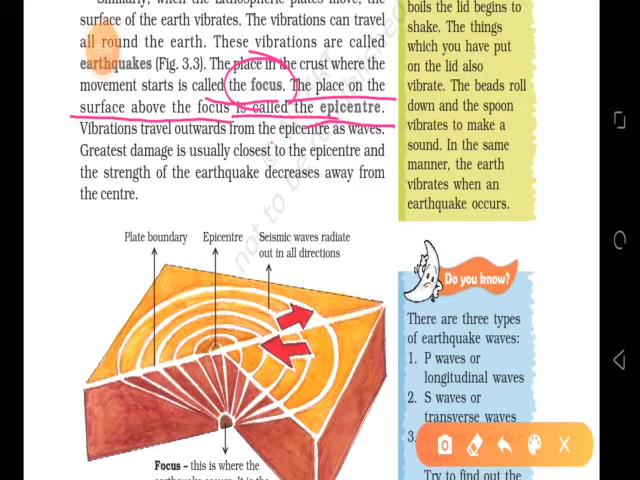 Similarly, when the Lithospheric plates move, the
surface of the earth vibrates. The vibrations can travel
all round the earth. These vibrations are called
earthquakes (Fig. 3.3). The place in the crust where the
movement starts is called the focus. The place on the
surface above the focus is called the epicentre.
Vibrations travel outwards from the epicentre as waves.
Greatest damage is usually closest to the epicentre and
the strength of the earthquake decreases away from
the centre.
boils the lid begins to
shake. The things
which you have put
on the lid also
vibrate. The beads roll
down and the spoon
vibrates to make a
sound. In the same
manner, the earth
vibrates when an
earthquake occurs.
Plate boundary
Epicentre
Seismic waves radiate
out in all directions
Focus – this is where the
Do you know?
There are three types
of earthquake waves:
1. P waves or
longitudinal waves
2. S waves or
transverse waves
3.
Try to find out the
not to be